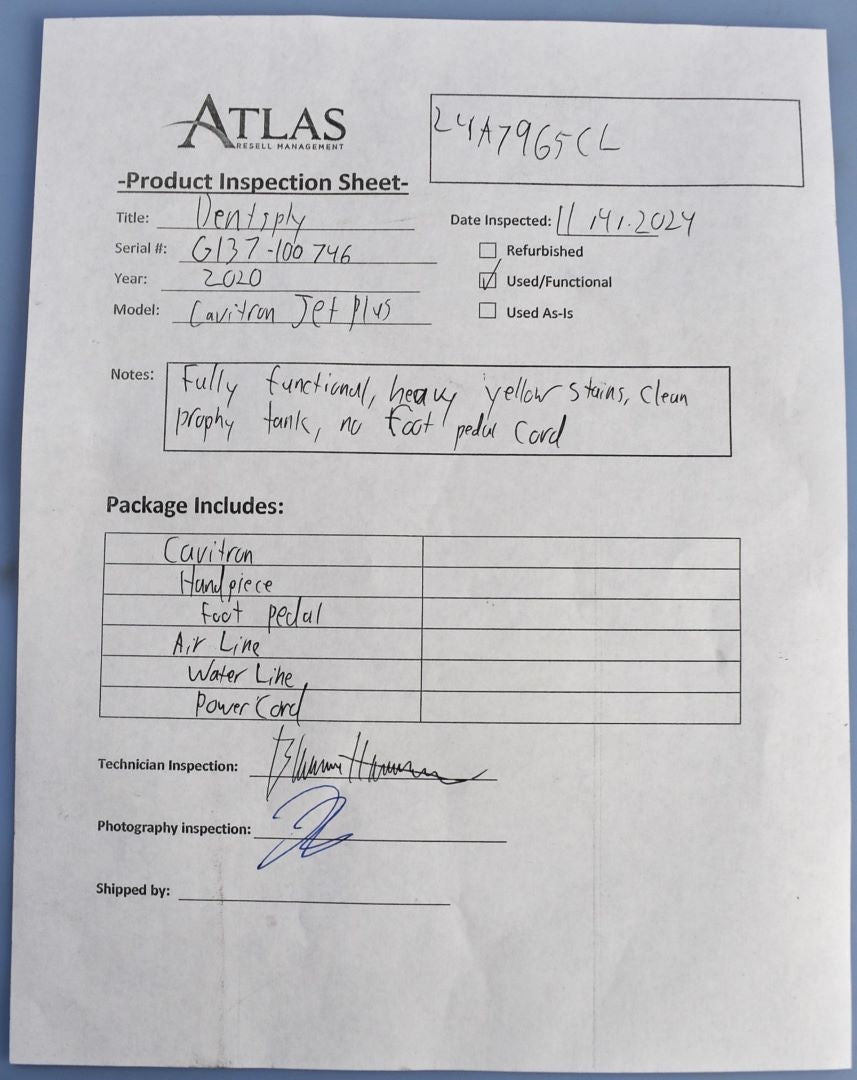 ATLAS
RESELL MANAGEMENT
24A7965CL
-Product Inspection Sheet-
Title: Dentsply
Date Inspected: 11/14/.2024
Serial #: G137-100746
Refurbished
Year: 2020
Used/Functional
Model: Cavitron Jet Plus
Used As-Is
Notes: Fully functional, heavy yellow stains, clean
prophy tank, no foot pedal cord
Package Includes:
Cavitron
Handpiece
foot pedal
Air Line
Water Line
Power Cord
Technician Inspection:
Photography inspection:
Shipped by: